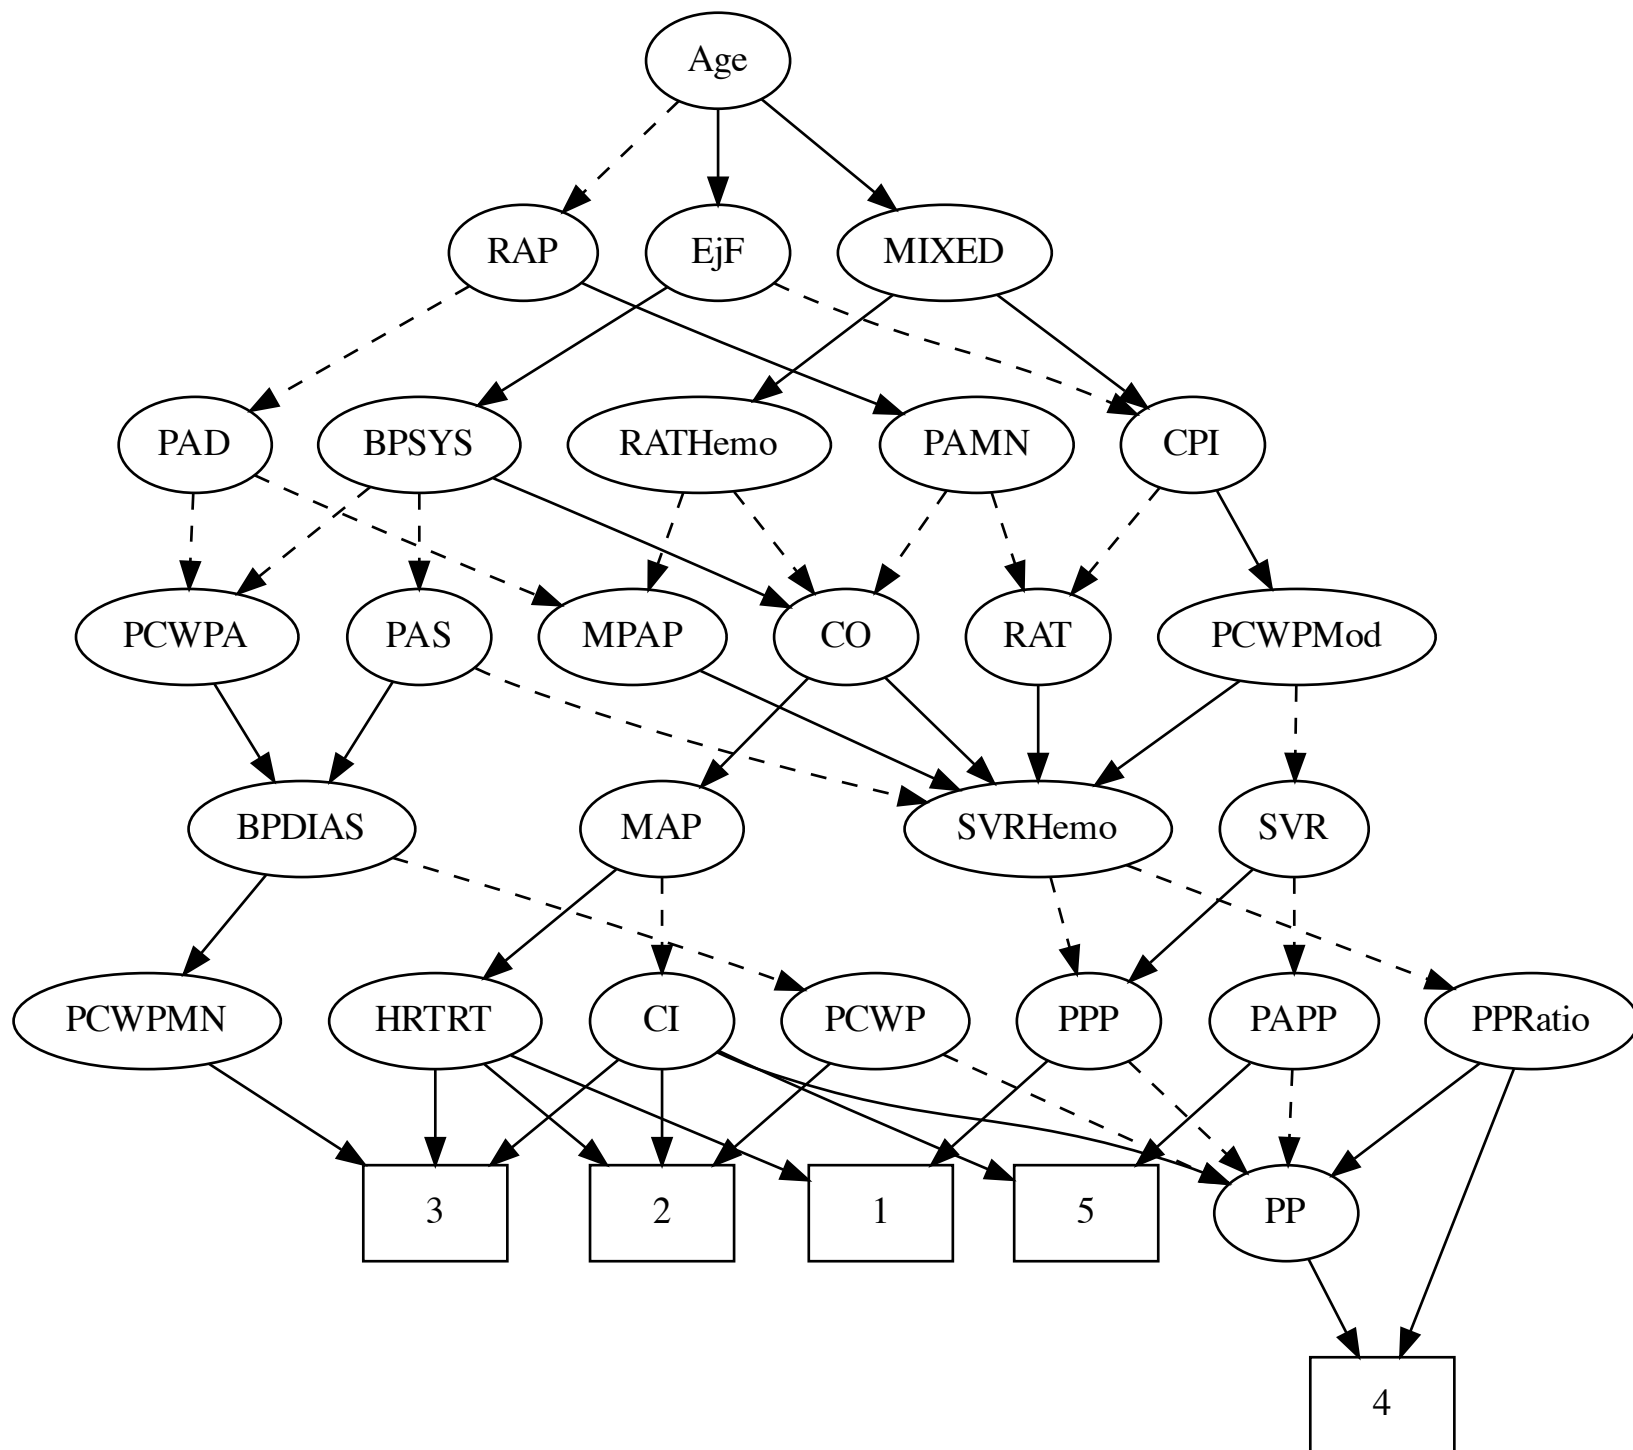 Age
RAP
EjF
MIXED
PAD
BPSYS
RATHemo
PAMN
CPI
PCWPA
PAS
MPAP
CO
RAT
PCWPMod
BPDIAS
MAP
SVRHemo
SVR
PCWPMN
HRTRT
CI
PCWP
PPP
PAPP
PPRatio
3
2
1
5
PP
4